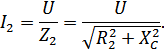 I₂ = U/Z₂ = U/√(R₂² + X_c²).